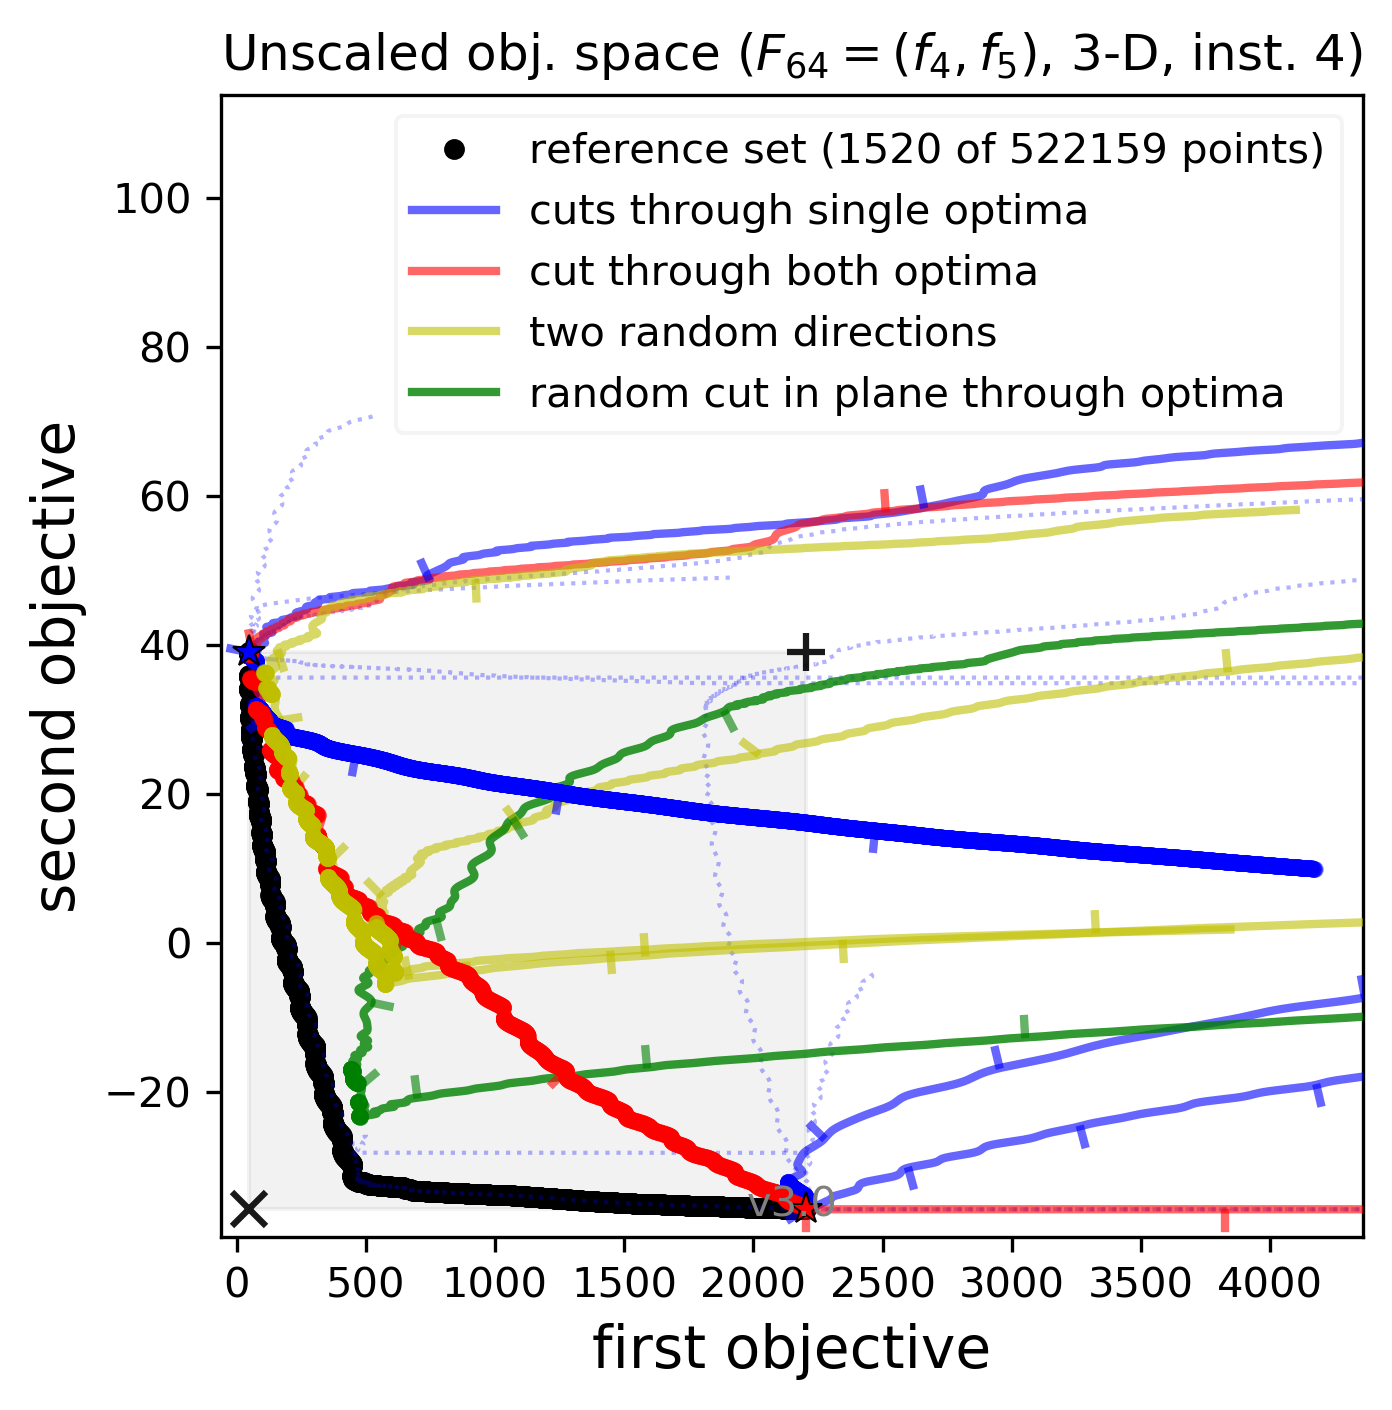 Unscaled obj. space (F₆₄ = (f₄, f₅), 3-D, inst. 4)
reference set (1520 of 522159 points)
cuts through single optima
cut through both optima
two random directions
random cut in plane through optima
100
80
60
40
20
0
−20
second objective
v3.0
0 500 1000 1500 2000 2500 3000 3500 4000
first objective